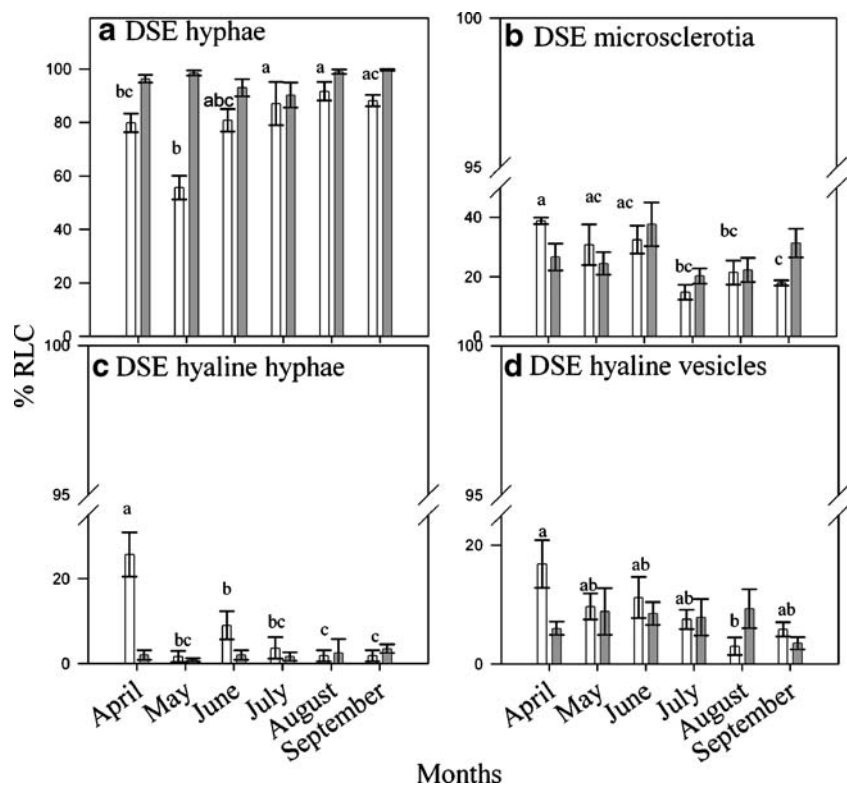 a DSE hyphae
100
80
60
40
20
0
bc
b
abc
a
a
ac
b DSE microsclerotia
100
95
40
20
0
a
ac
ac
bc
bc
c
% RLC
c DSE hyaline hyphae
100
95
20
0
a
bc
b
bc
c
c
d DSE hyaline vesicles
100
95
20
0
a
ab
ab
ab
b
ab
April
May
June
July
August
September
April
May
June
July
August
September
Months